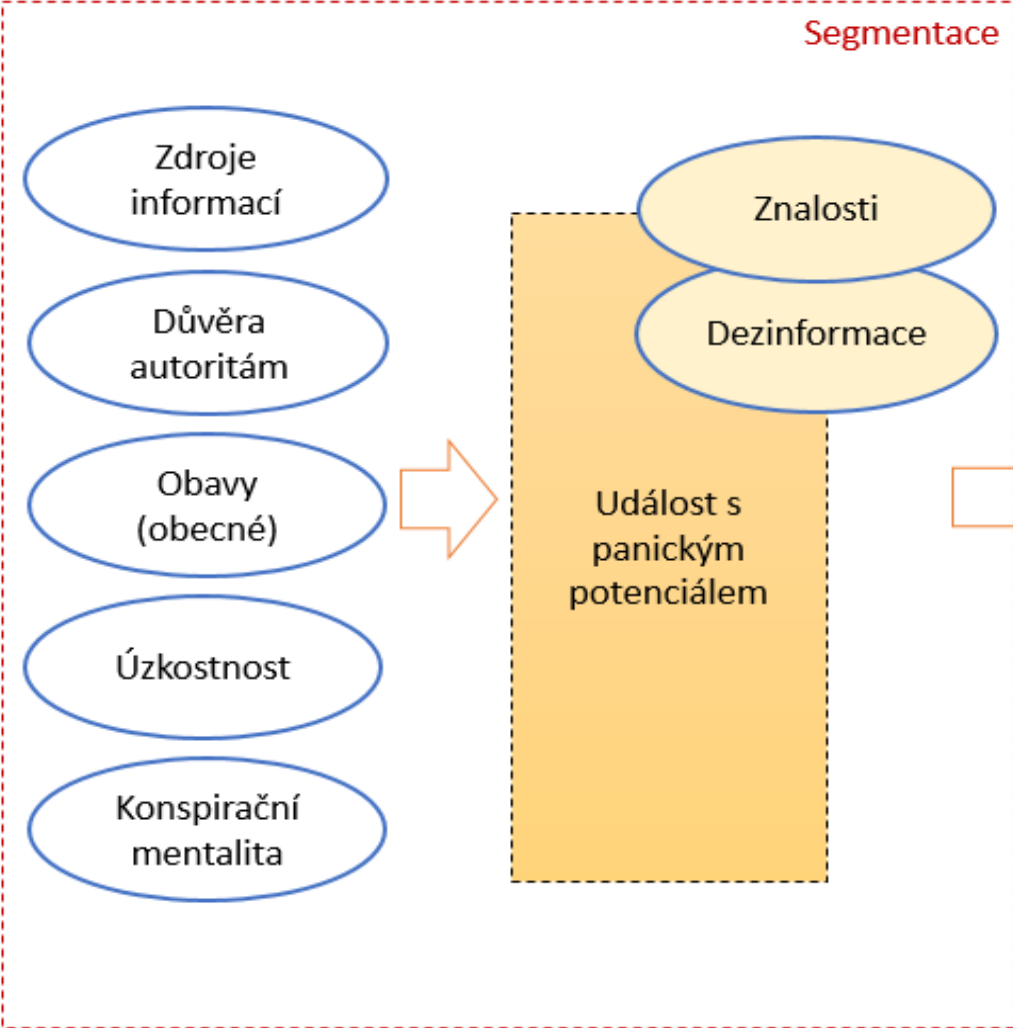 Segmentace
Zdroje
informací
Důvěra
autoritám
Obavy
(obecné)
Úzkostnost
Konspirační
mentalita
Znalosti
Dezinformace
Událost s
panickým
potenciálem